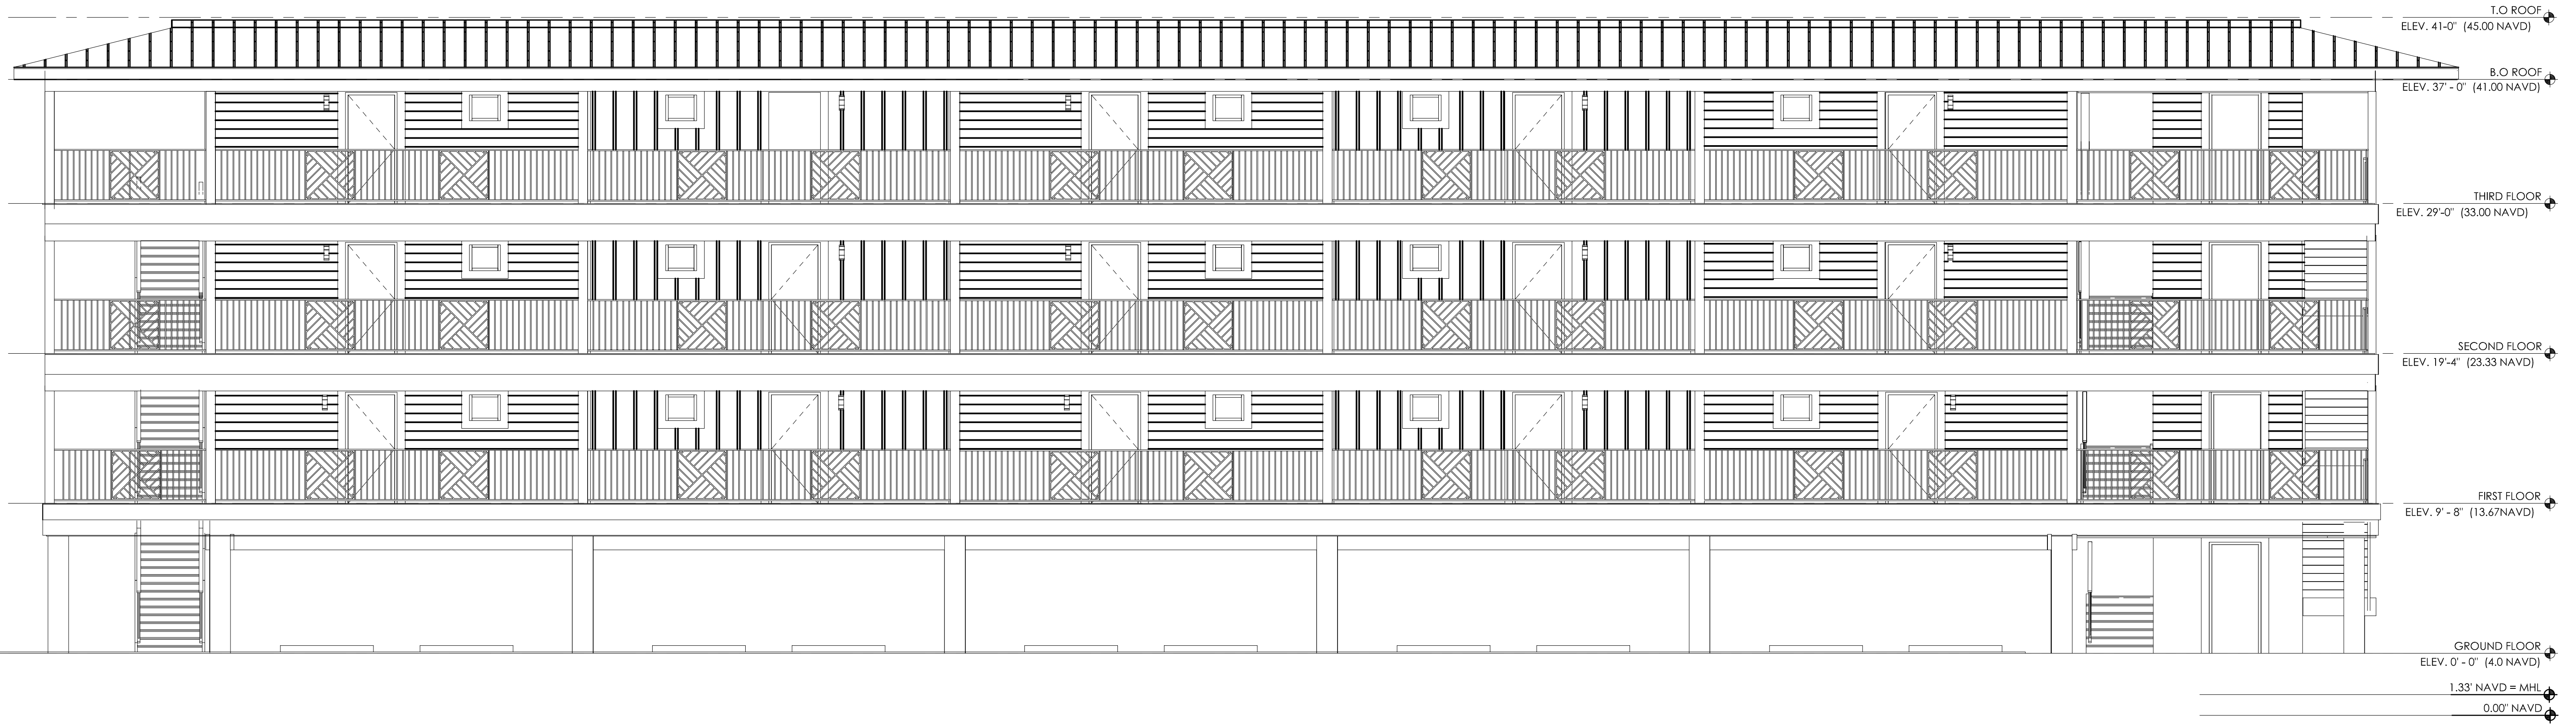 T.O ROOF
ELEV. 41-0" (45.00 NAVD)
B.O ROOF
ELEV. 37' - 0" (41.00 NAVD)
THIRD FLOOR
ELEV. 29'-0" (33.00 NAVD)
SECOND FLOOR
ELEV. 19'-4" (23.33 NAVD)
FIRST FLOOR
ELEV. 9' - 8" (13.67NAVD)
GROUND FLOOR
ELEV. 0' - 0" (4.0 NAVD)
1.33' NAVD = MHL
0.00" NAVD